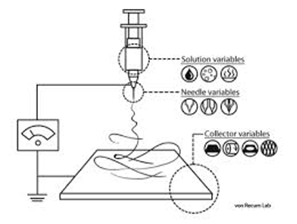 Solution variables
Needle variables
Collector variables
von Recum Lab